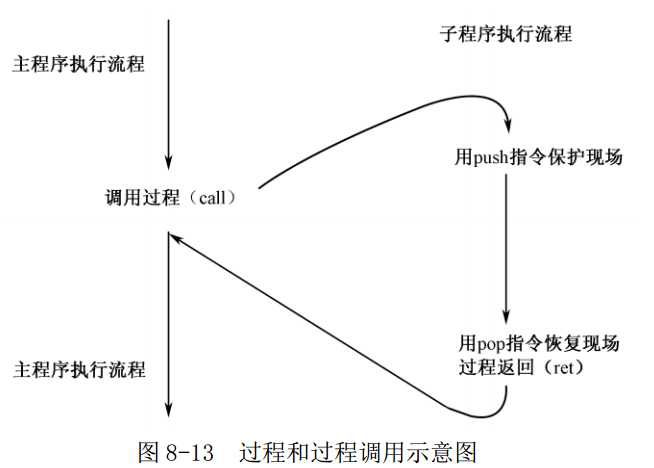 子程序执行流程
主程序执行流程
用push指令保护现场
调用过程（call）
用pop指令恢复现场
过程返回（ret）
主程序执行流程
图 8-13 过程和过程调用示意图